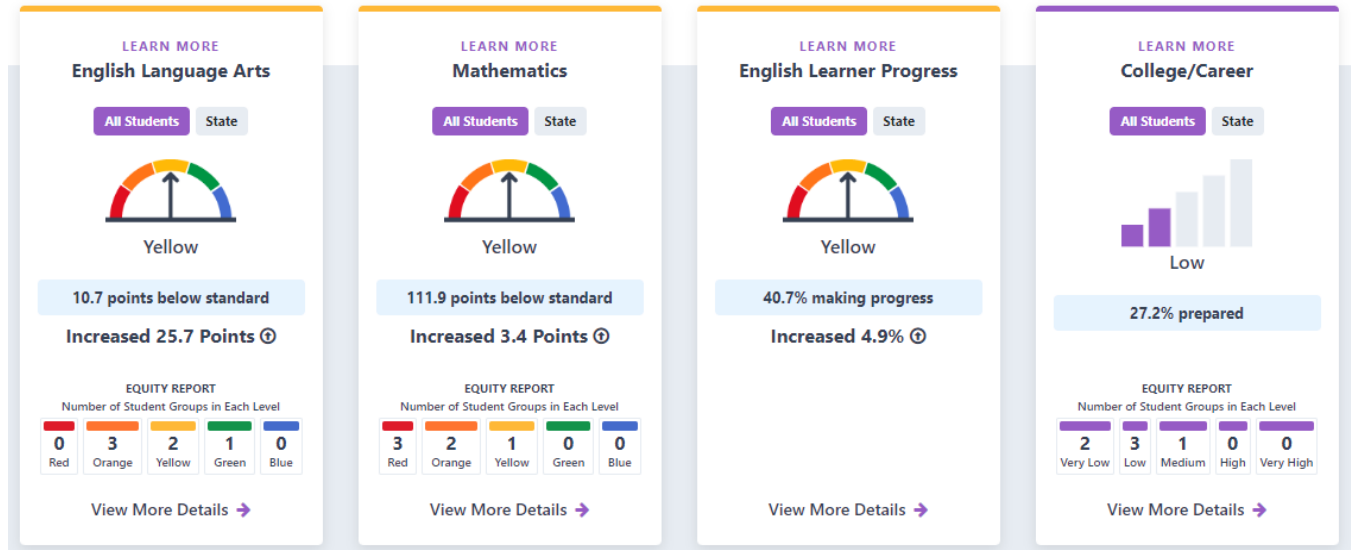 LEARN MORE
English Language Arts
All Students State
Yellow
10.7 points below standard
Increased 25.7 Points
EQUITY REPORT
Number of Student Groups in Each Level
0 3 2 1 0
Red Orange Yellow Green Blue
View More Details
LEARN MORE
Mathematics
All Students State
Yellow
111.9 points below standard
Increased 3.4 Points
EQUITY REPORT
Number of Student Groups in Each Level
3 2 1 0 0
Red Orange Yellow Green Blue
View More Details
LEARN MORE
English Learner Progress
All Students State
Yellow
40.7% making progress
Increased 4.9%
View More Details
LEARN MORE
College/Career
All Students State
Low
27.2% prepared
EQUITY REPORT
Number of Student Groups in Each Level
2 3 1 0 0
Very Low Low Medium High Very High
View More Details